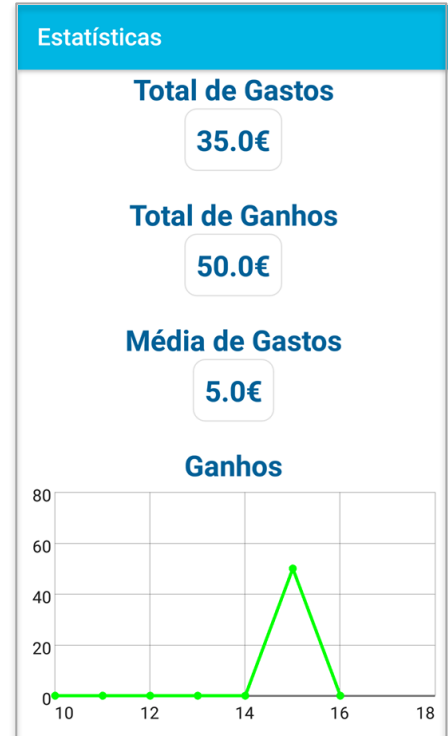 Estatísticas
Total de Gastos
35.0€
Total de Ganhos
50.0€
Média de Gastos
5.0€
Ganhos
80
60
40
20
0
10 12 14 16 18